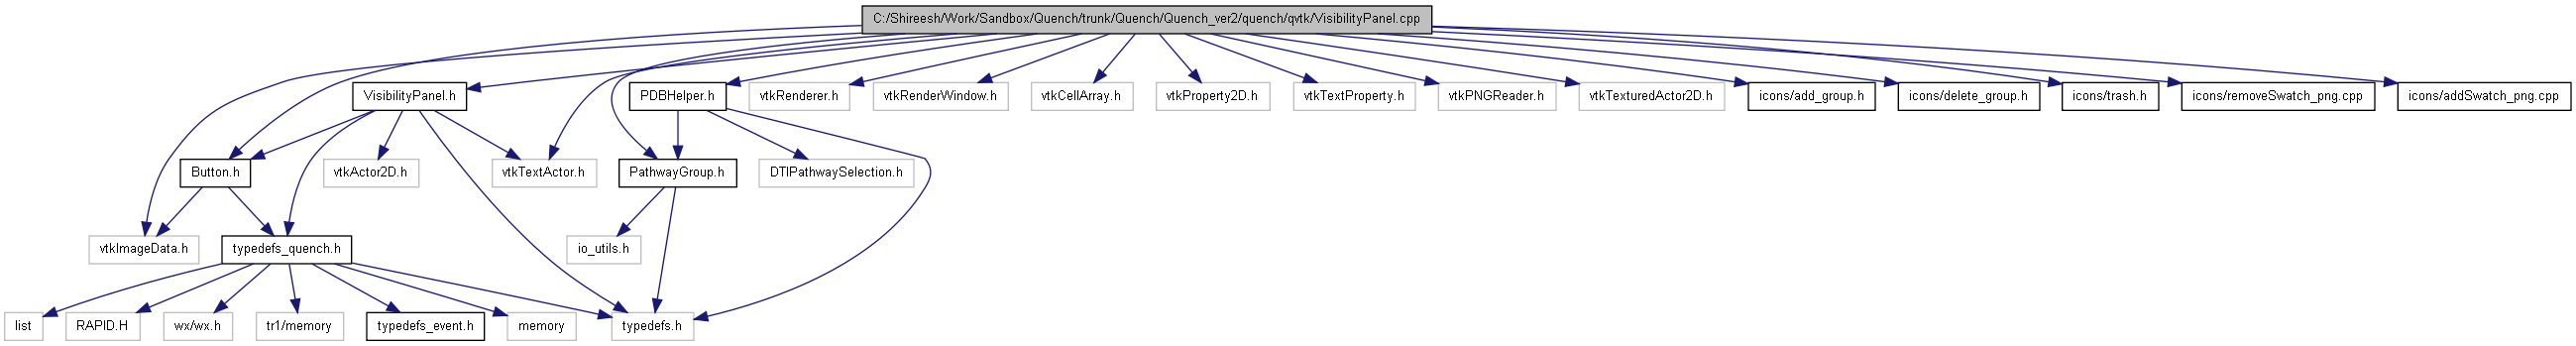 C:/Shireesh/Work/Sandbox/Quench/trunk/Quench/Quench_ver2/quench/qvtk/VisibilityPanel.cpp
VisibilityPanel.h
PDBHelper.h
vtkRenderer.h
vtkRenderWindow.h
vtkCellArray.h
vtkProperty2D.h
vtkTextProperty.h
vtkPNGReader.h
vtkTexturedActor2D.h
icons/add_group.h
icons/delete_group.h
icons/trash.h
icons/removeSwatch_png.cpp
icons/addSwatch_png.cpp
Button.h
vtkActor2D.h
vtkTextActor.h
PathwayGroup.h
DTIPathwaySelection.h
vtkImageData.h
typedefs_quench.h
io_utils.h
list
RAPID.H
wx/wx.h
tr1/memory
typedefs_event.h
memory
typedefs.h